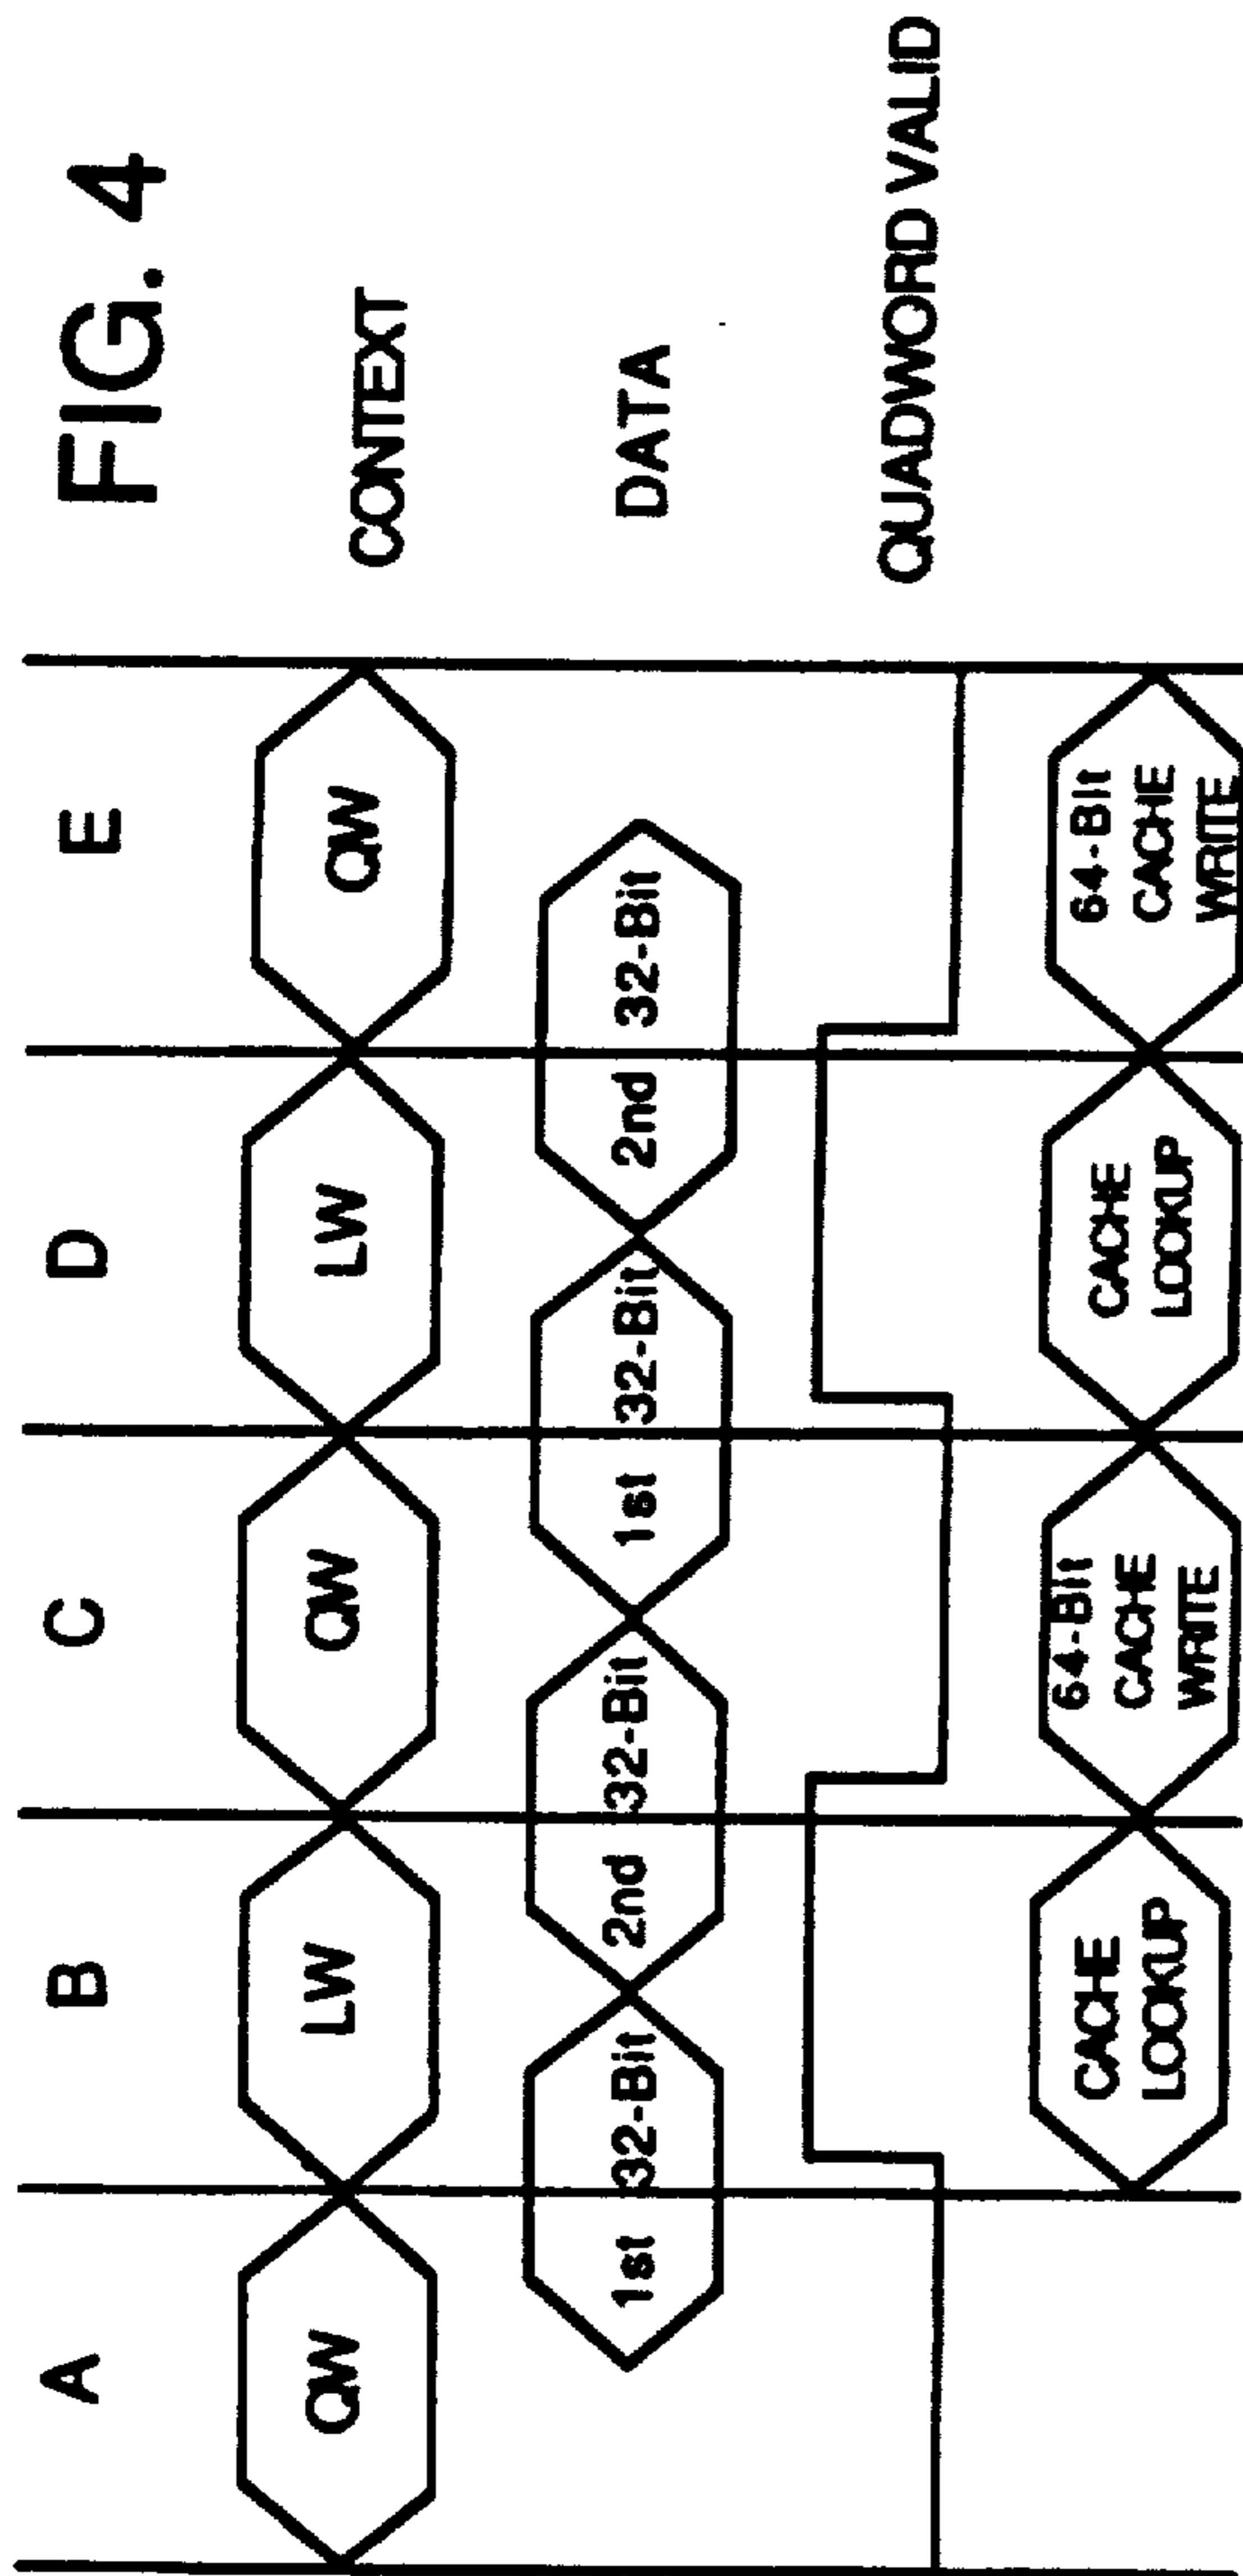 FIG. 4
A B C D E
QW LW QW LW QW CONTEXT
1st 32-Bit 2nd 32-Bit 1st 32-Bit 2nd 32-Bit DATA
QUADWORD VALID
CACHE
LOOKUP
64-Bit
CACHE
WRITE
CACHE
LOOKUP
64-Bit
CACHE
WRITE